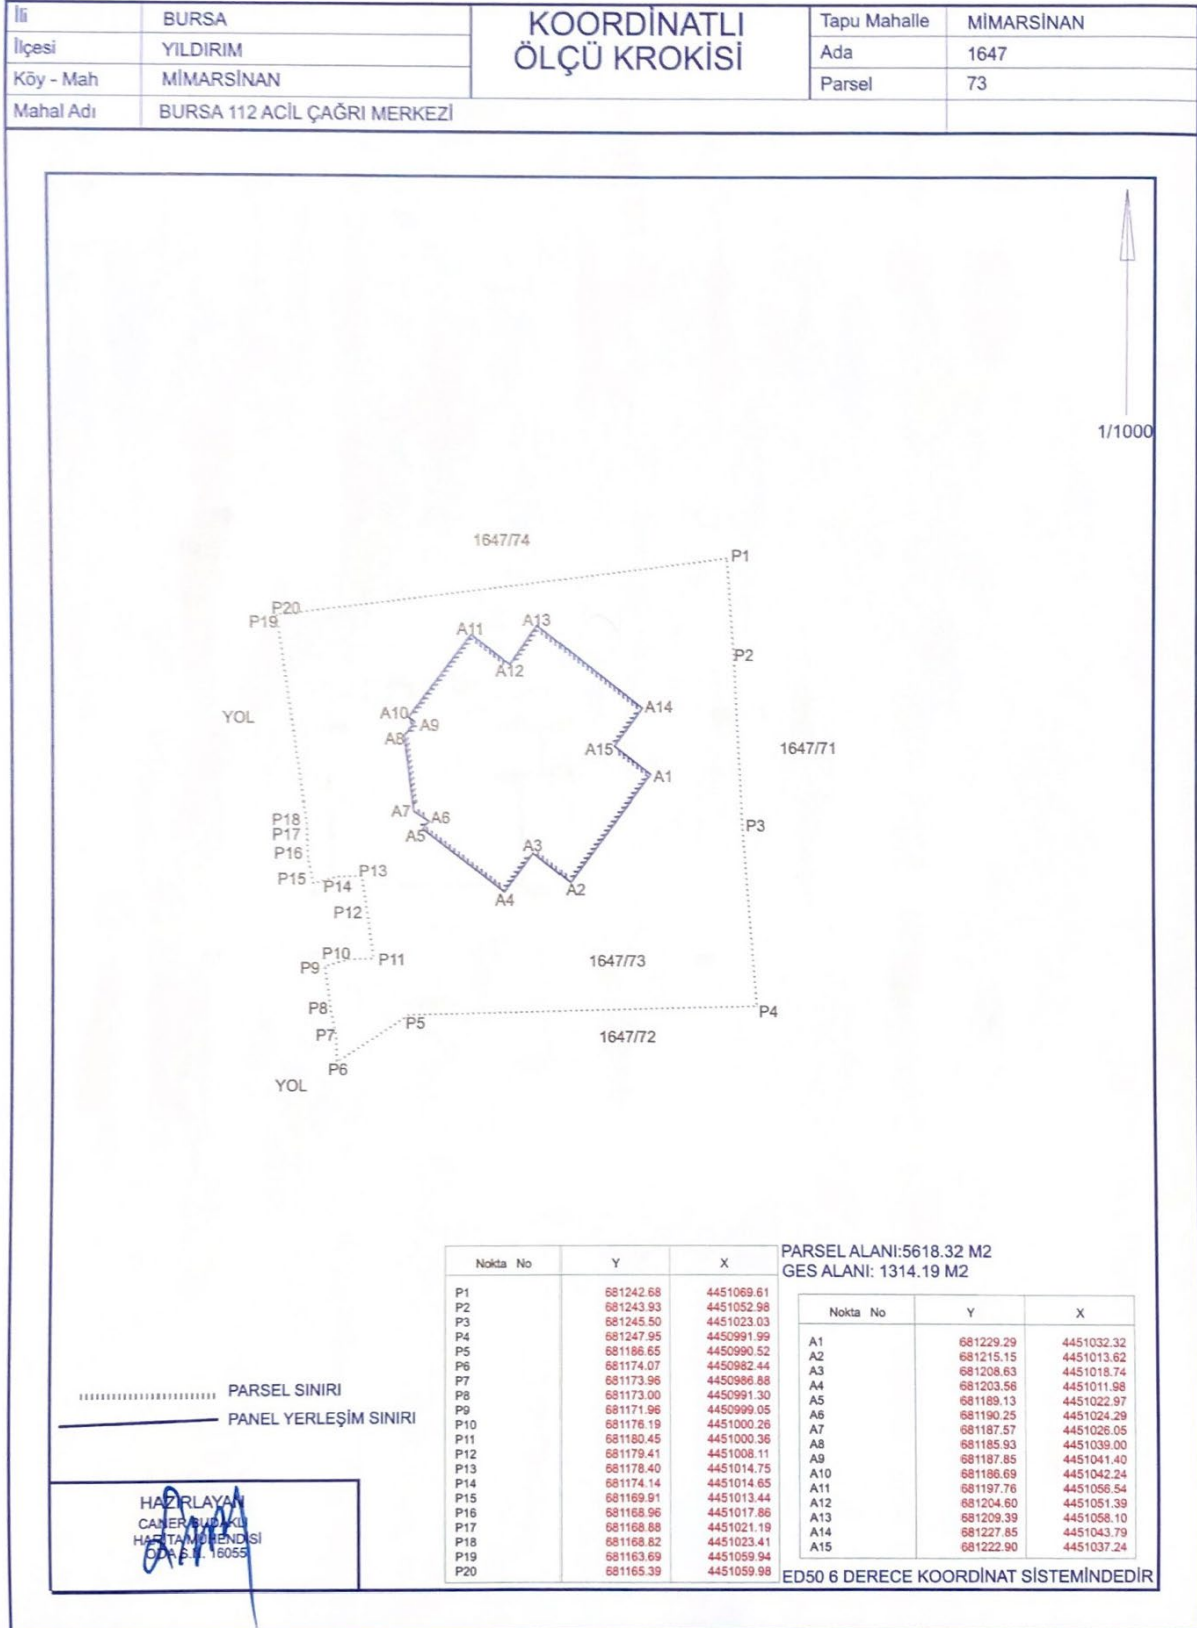 İli BURSA
İlçesi YILDIRIM
Köy - Mah MİMARSİNAN
Mahal Adı BURSA 112 ACİL ÇAĞRI MERKEZİ
KOORDİNATLI
ÖLÇÜ KROKİSİ
Tapu Mahalle MİMARSİNAN
Ada 1647
Parsel 73
1/1000
1647/74
P1
P20
P19
A11
A13
A12
P2
YOL
A10
A9
A8
A14
A15
1647/71
A1
A7
A6
A5
P18
P17
P16
P3
A3
P15
P14
P13
A2
A4
P12
P10
P11
P9
1647/73
P8
P5
P4
P7
1647/72
P6
YOL
PARSEL ALANI:5618.32 M2
GES ALANI: 1314.19 M2
Nokta No Y X
P1 681242.68 4451069.61
P2 681243.93 4451052.98
P3 681245.50 4451023.03
P4 681247.95 4450991.99
P5 681186.65 4450990.52
P6 681174.07 4450982.44
P7 681173.96 4450986.88
P8 681173.00 4450991.30
P9 681171.96 4450999.05
P10 681176.19 4451000.26
P11 681180.45 4451000.36
P12 681179.41 4451008.11
P13 681178.40 4451014.75
P14 681174.14 4451014.65
P15 681169.91 4451013.44
P16 681168.96 4451017.86
P17 681168.88 4451021.19
P18 681168.82 4451023.41
P19 681163.69 4451059.94
P20 681165.39 4451059.98
Nokta No Y X
A1 681229.29 4451032.32
A2 681215.15 4451013.62
A3 681208.63 4451018.74
A4 681203.56 4451011.98
A5 681189.13 4451022.97
A6 681190.25 4451024.29
A7 681187.57 4451026.05
A8 681185.93 4451039.00
A9 681187.85 4451041.40
A10 681186.69 4451042.24
A11 681197.76 4451056.54
A12 681204.60 4451051.39
A13 681209.39 4451058.10
A14 681227.85 4451043.79
A15 681222.90 4451037.24
PARSEL SINIRI
PANEL YERLEŞİM SINIRI
HAZIRLAYAN
CANER BUDAKLI
HARİTA MÜHENDİSİ
ODA S.N. 16055
ED50 6 DERECE KOORDİNAT SİSTEMİNDEDİR